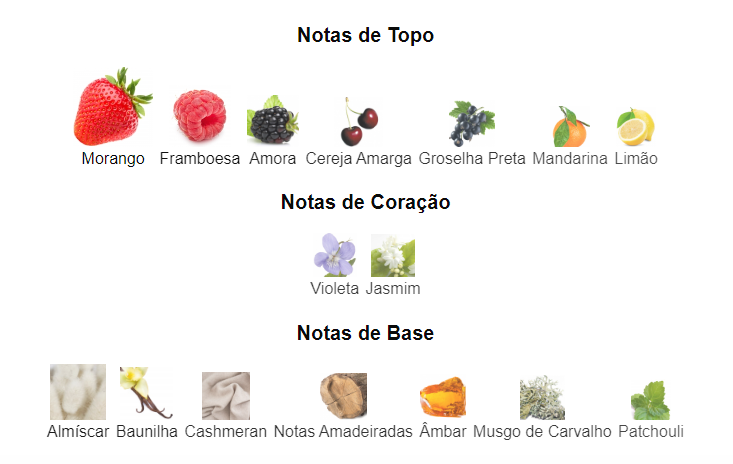 Notas de Topo
Morango Framboesa Amora Cereja Amarga Groselha Preta Mandarina Limão
Notas de Coração
Violeta Jasmim
Notas de Base
Almíscar Baunilha Cashmeran Notas Amadeiradas Âmbar Musgo de Carvalho Patchouli